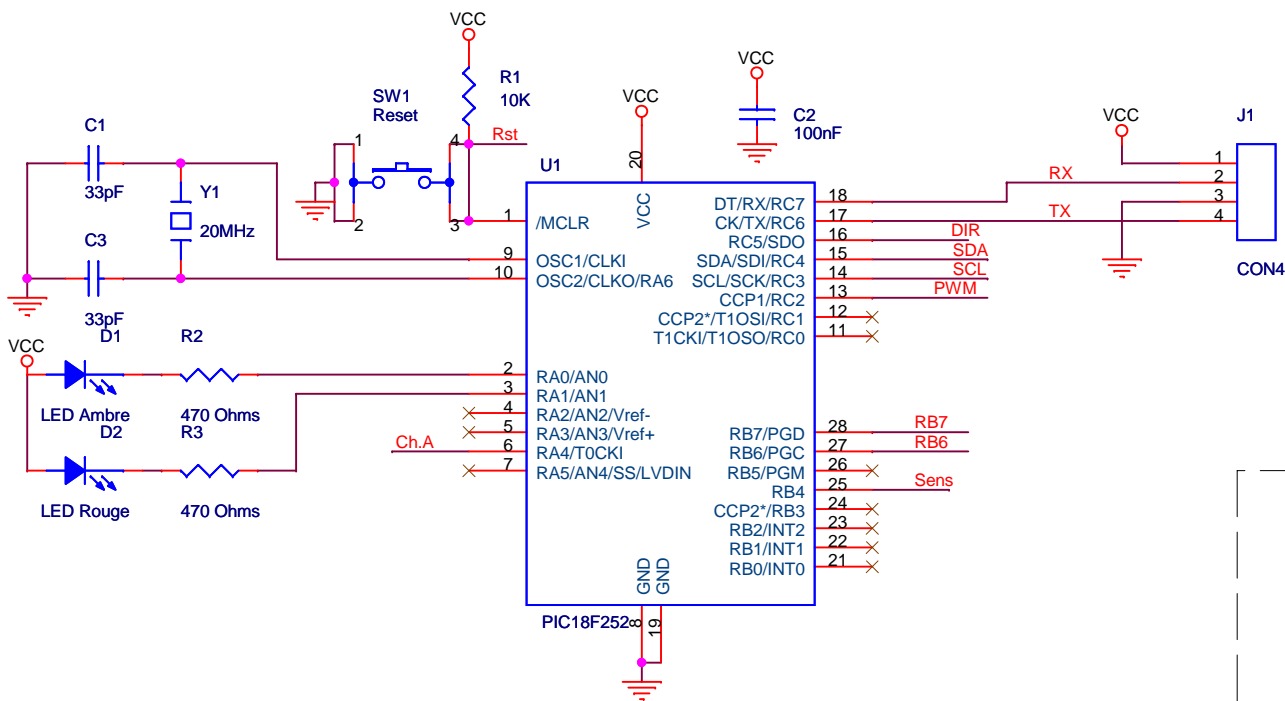 VCC
R1
10K
SW1
Reset
1
4
Rst
2
3
C1
33pF
Y1
20MHz
C3
33pF
VCC
20
VCC
C2
100nF
VCC
J1
1
2
3
4
CON4
RX
TX
U1
VCC
1 /MCLR
9 OSC1/CLKI
10 OSC2/CLKO/RA6
2 RA0/AN0
3 RA1/AN1
4 RA2/AN2/Vref-
5 RA3/AN3/Vref+
Ch.A 6 RA4/T0CKI
7 RA5/AN4/SS/LVDIN
DT/RX/RC7 18
CK/TX/RC6 17
RC5/SDO 16 DIR
SDA/SDI/RC4 15 SDA
SCL/SCK/RC3 14 SCL
CCP1/RC2 13 PWM
CCP2*/T1OSI/RC1 12
T1CKI/T1OSO/RC0 11
RB7/PGD 28 RB7
RB6/PGC 27 RB6
RB5/PGM 26
RB4 25 Sens
CCP2*/RB3 24
RB2/INT2 23
RB1/INT1 22
RB0/INT0 21
GND
GND
PIC18F252
8
19
VCC
D1
LED Ambre
R2
470 Ohms
D2
LED Rouge
R3
470 Ohms